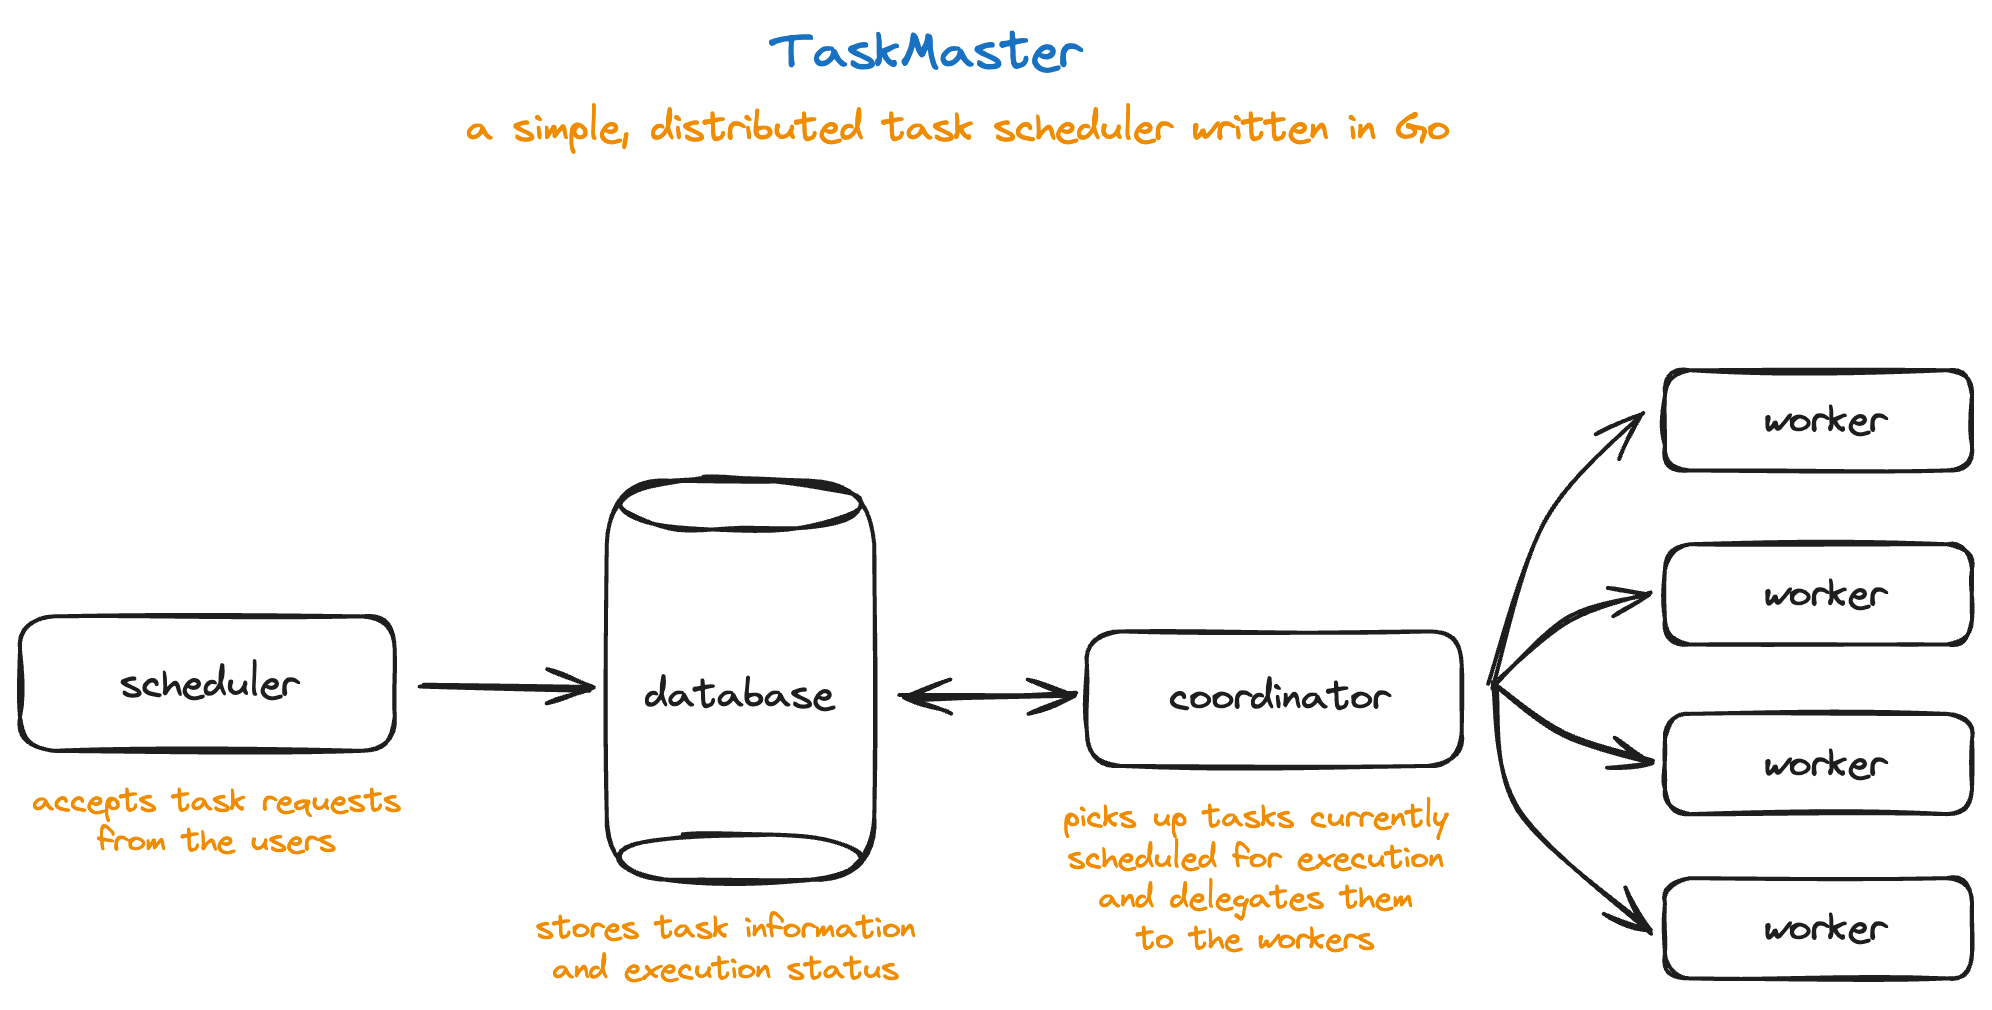 TaskMaster
a simple, distributed task scheduler written in Go
scheduler
accepts task requests
from the users
database
stores task information
and execution status
coordinator
picks up tasks currently
scheduled for execution
and delegates them
to the workers
worker
worker
worker
worker